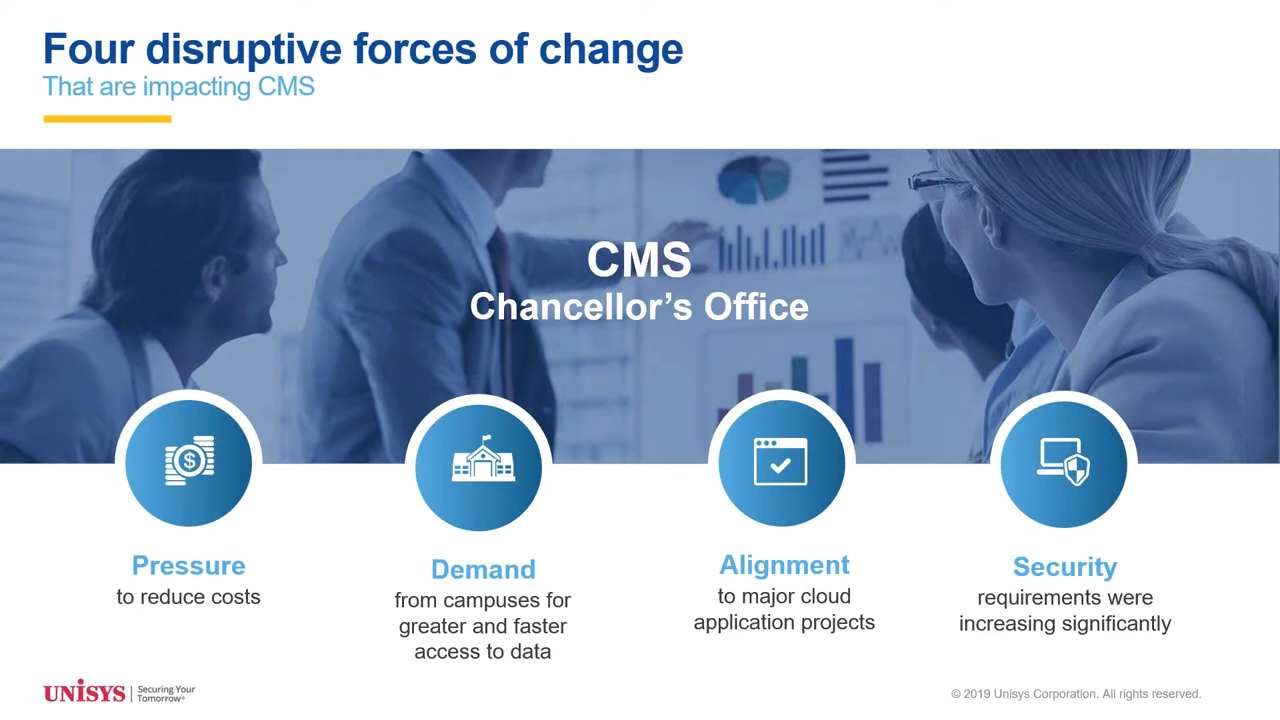 Four disruptive forces of change
That are impacting CMS
CMS
Chancellor’s Office
$
Pressure
to reduce costs
Demand
from campuses for
greater and faster
access to data
Alignment
to major cloud
application projects
Security
requirements were
increasing significantly
UNISYS
Securing Your
Tomorrow®
© 2019 Unisys Corporation. All rights reserved.